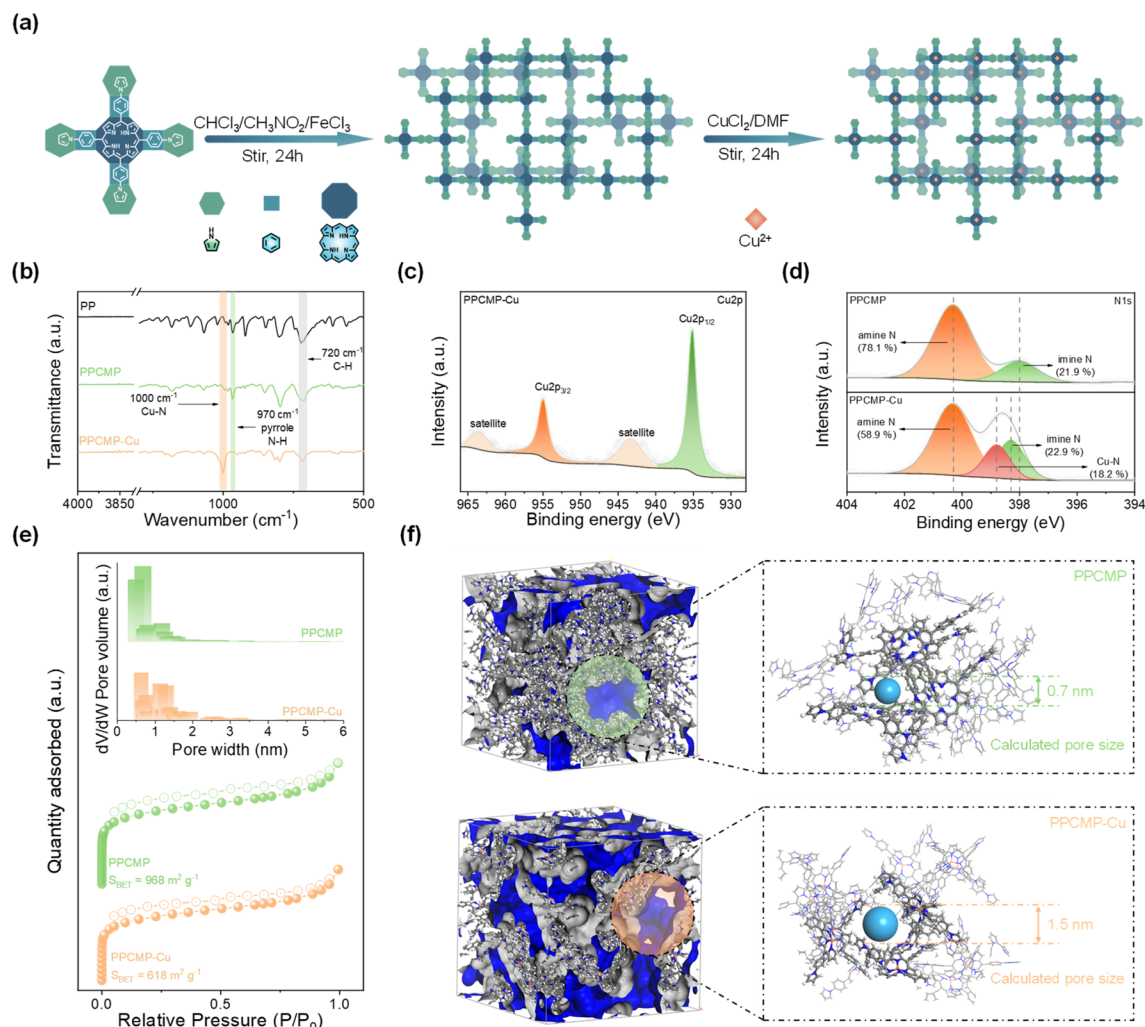 (a)
CHCl₃/CH₃NO₂/FeCl₃
Stir, 24h
CuCl₂/DMF
Stir, 24h
H
N
N HN
NH N
Cu²⁺
(b)
PP
PPCMP
PPCMP-Cu
720 cm⁻¹
C-H
1000 cm⁻¹
Cu-N
970 cm⁻¹
pyrrole
N-H
Transmittance (a.u.)
4000 3850 1000 500
Wavenumber (cm⁻¹)
(c)
PPCMP-Cu
Cu2p
Cu2p₁/₂
Cu2p₃/₂
satellite
satellite
Intensity (a.u.)
965 960 955 950 945 940 935 930
Binding energy (eV)
(d)
PPCMP
N1s
amine N
(78.1 %)
imine N
(21.9 %)
PPCMP-Cu
amine N
(58.9 %)
imine N
(22.9 %)
Cu-N
(18.2 %)
Intensity (a.u.)
404 402 400 398 396 394
Binding energy (eV)
(e)
dV/dW Pore volume (a.u.)
PPCMP
PPCMP-Cu
0 1 2 3 4 5 6
Pore width (nm)
Quantity adsorbed (a.u.)
PPCMP
S_BET = 968 m² g⁻¹
PPCMP-Cu
S_BET = 618 m² g⁻¹
0.0 0.5 1.0
Relative Pressure (P/P₀)
(f)
PPCMP
0.7 nm
Calculated pore size
PPCMP-Cu
1.5 nm
Calculated pore size